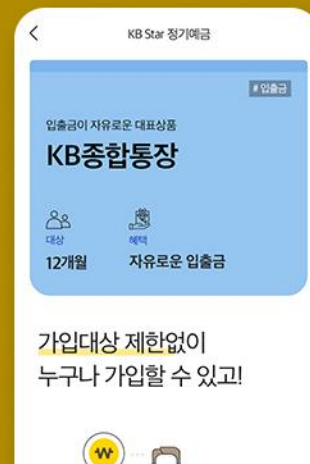 KB Star 정기예금
# 입출금
입출금이 자유로운 대표상품
KB종합통장
대상
혜택
12개월
자유로운 입출금
가입대상 제한없이
누구나 가입할 수 있고!
₩